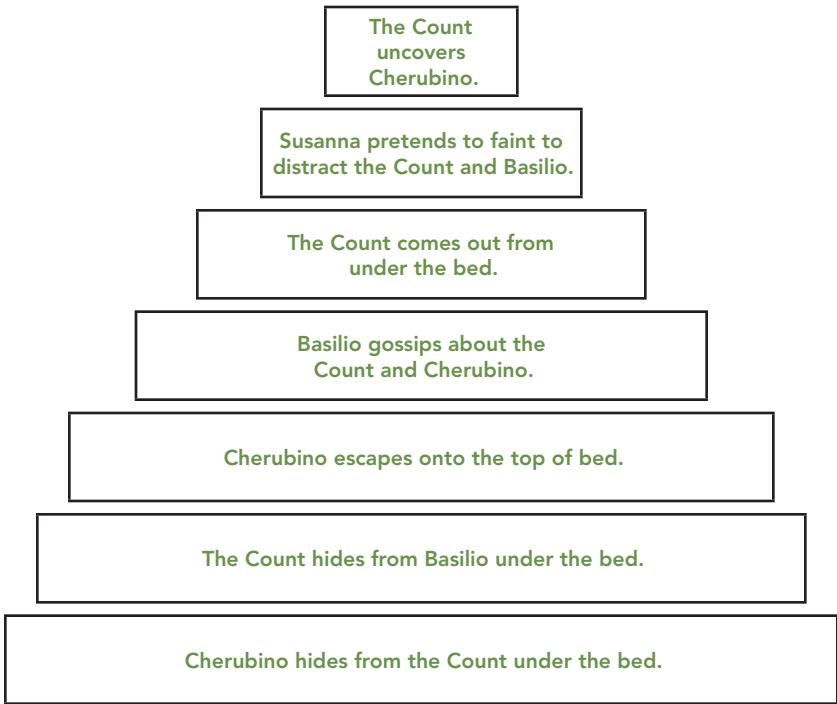 The Count
uncovers
Cherubino.
Susanna pretends to faint to
distract the Count and Basilio.
The Count comes out from
under the bed.
Basilio gossips about the
Count and Cherubino.
Cherubino escapes onto the top of bed.
The Count hides from Basilio under the bed.
Cherubino hides from the Count under the bed.